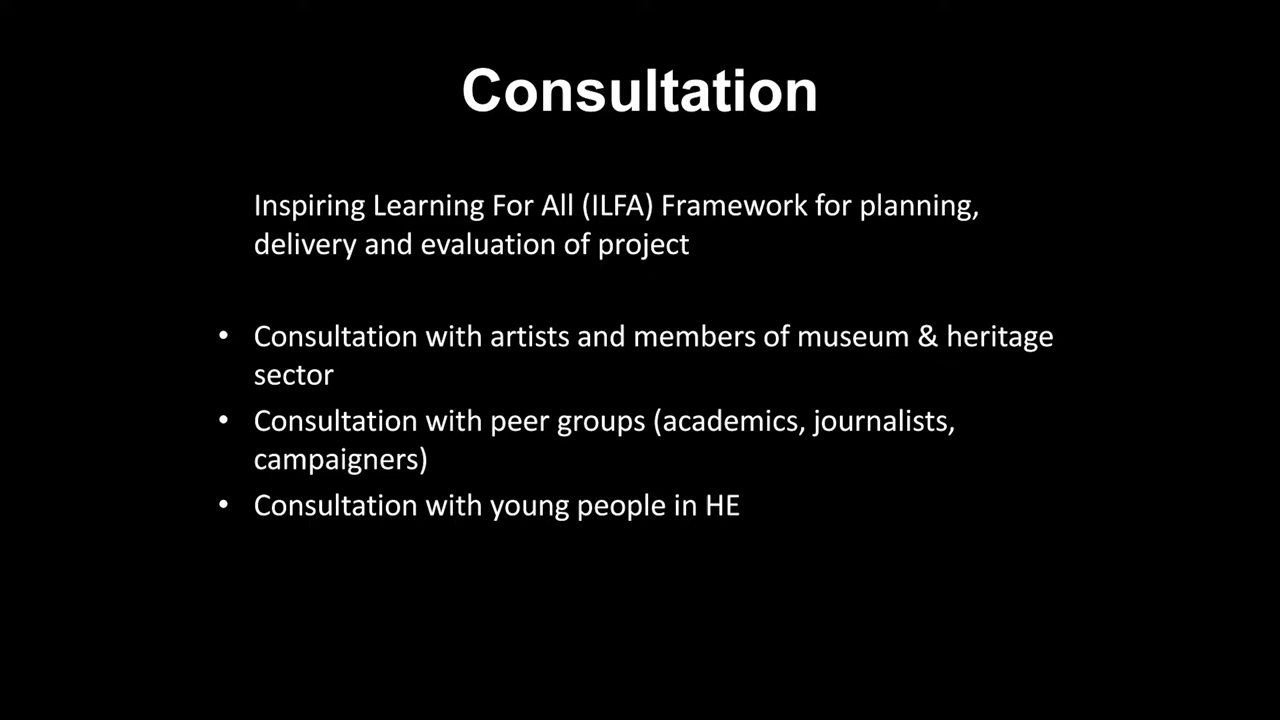 Consultation
Inspiring Learning For All (ILFA) Framework for planning,
delivery and evaluation of project
• Consultation with artists and members of museum & heritage
sector
• Consultation with peer groups (academics, journalists,
campaigners)
• Consultation with young people in HE